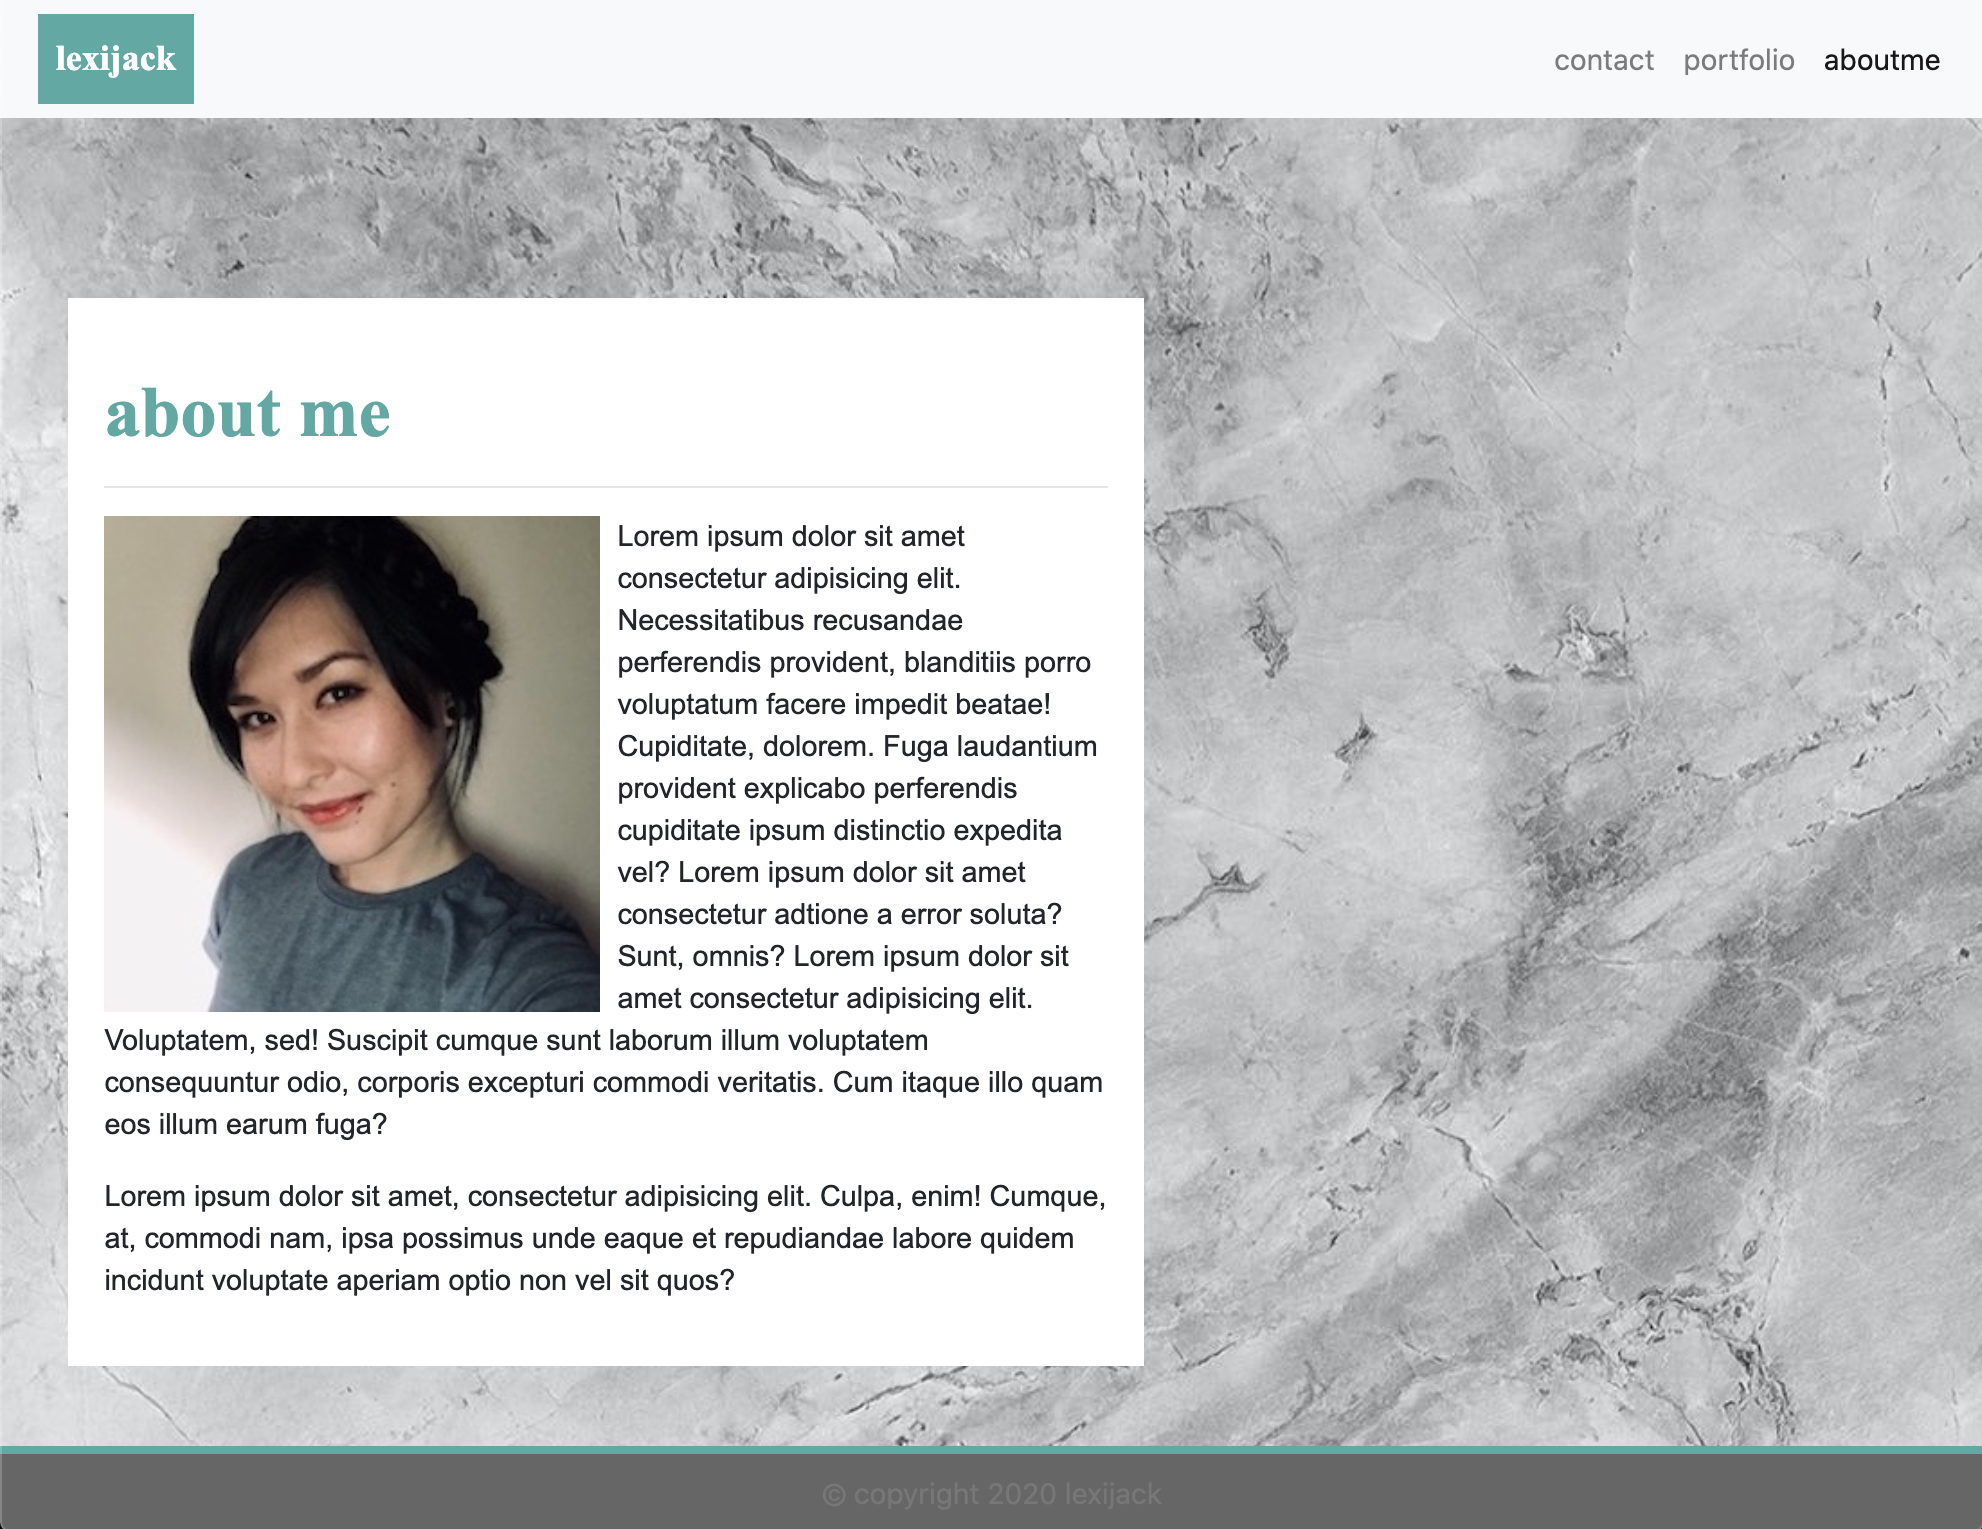 lexijack
contact portfolio aboutme
about me
Lorem ipsum dolor sit amet
consectetur adipisicing elit.
Necessitatibus recusandae
perferendis provident, blanditiis porro
voluptatum facere impedit beatae!
Cupiditate, dolorem. Fuga laudantium
provident explicabo perferendis
cupiditate ipsum distinctio expedita
vel? Lorem ipsum dolor sit amet
consectetur adtione a error soluta?
Sunt, omnis? Lorem ipsum dolor sit
amet consectetur adipisicing elit.
Voluptatem, sed! Suscipit cumque sunt laborum illum voluptatem
consequuntur odio, corporis excepturi commodi veritatis. Cum itaque illo quam
eos illum earum fuga?
Lorem ipsum dolor sit amet, consectetur adipisicing elit. Culpa, enim! Cumque,
at, commodi nam, ipsa possimus unde eaque et repudiandae labore quidem
incidunt voluptate aperiam optio non vel sit quos?
© copyright 2020 lexijack